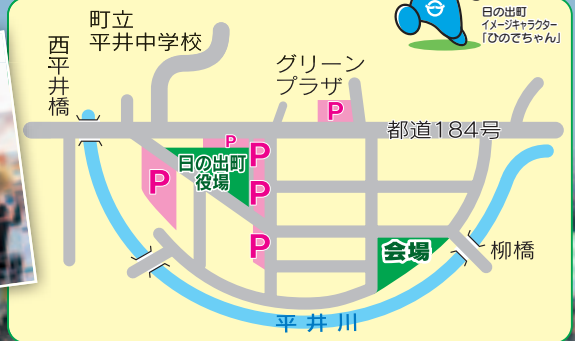 町立
平井中学校
西平井橋
グリーン
プラザ
日の出町
イメージキャラクター
「ひのでちゃん」
P
都道184号
P
P
P
日の出町
役場
P
P
会場
柳橋
平井川